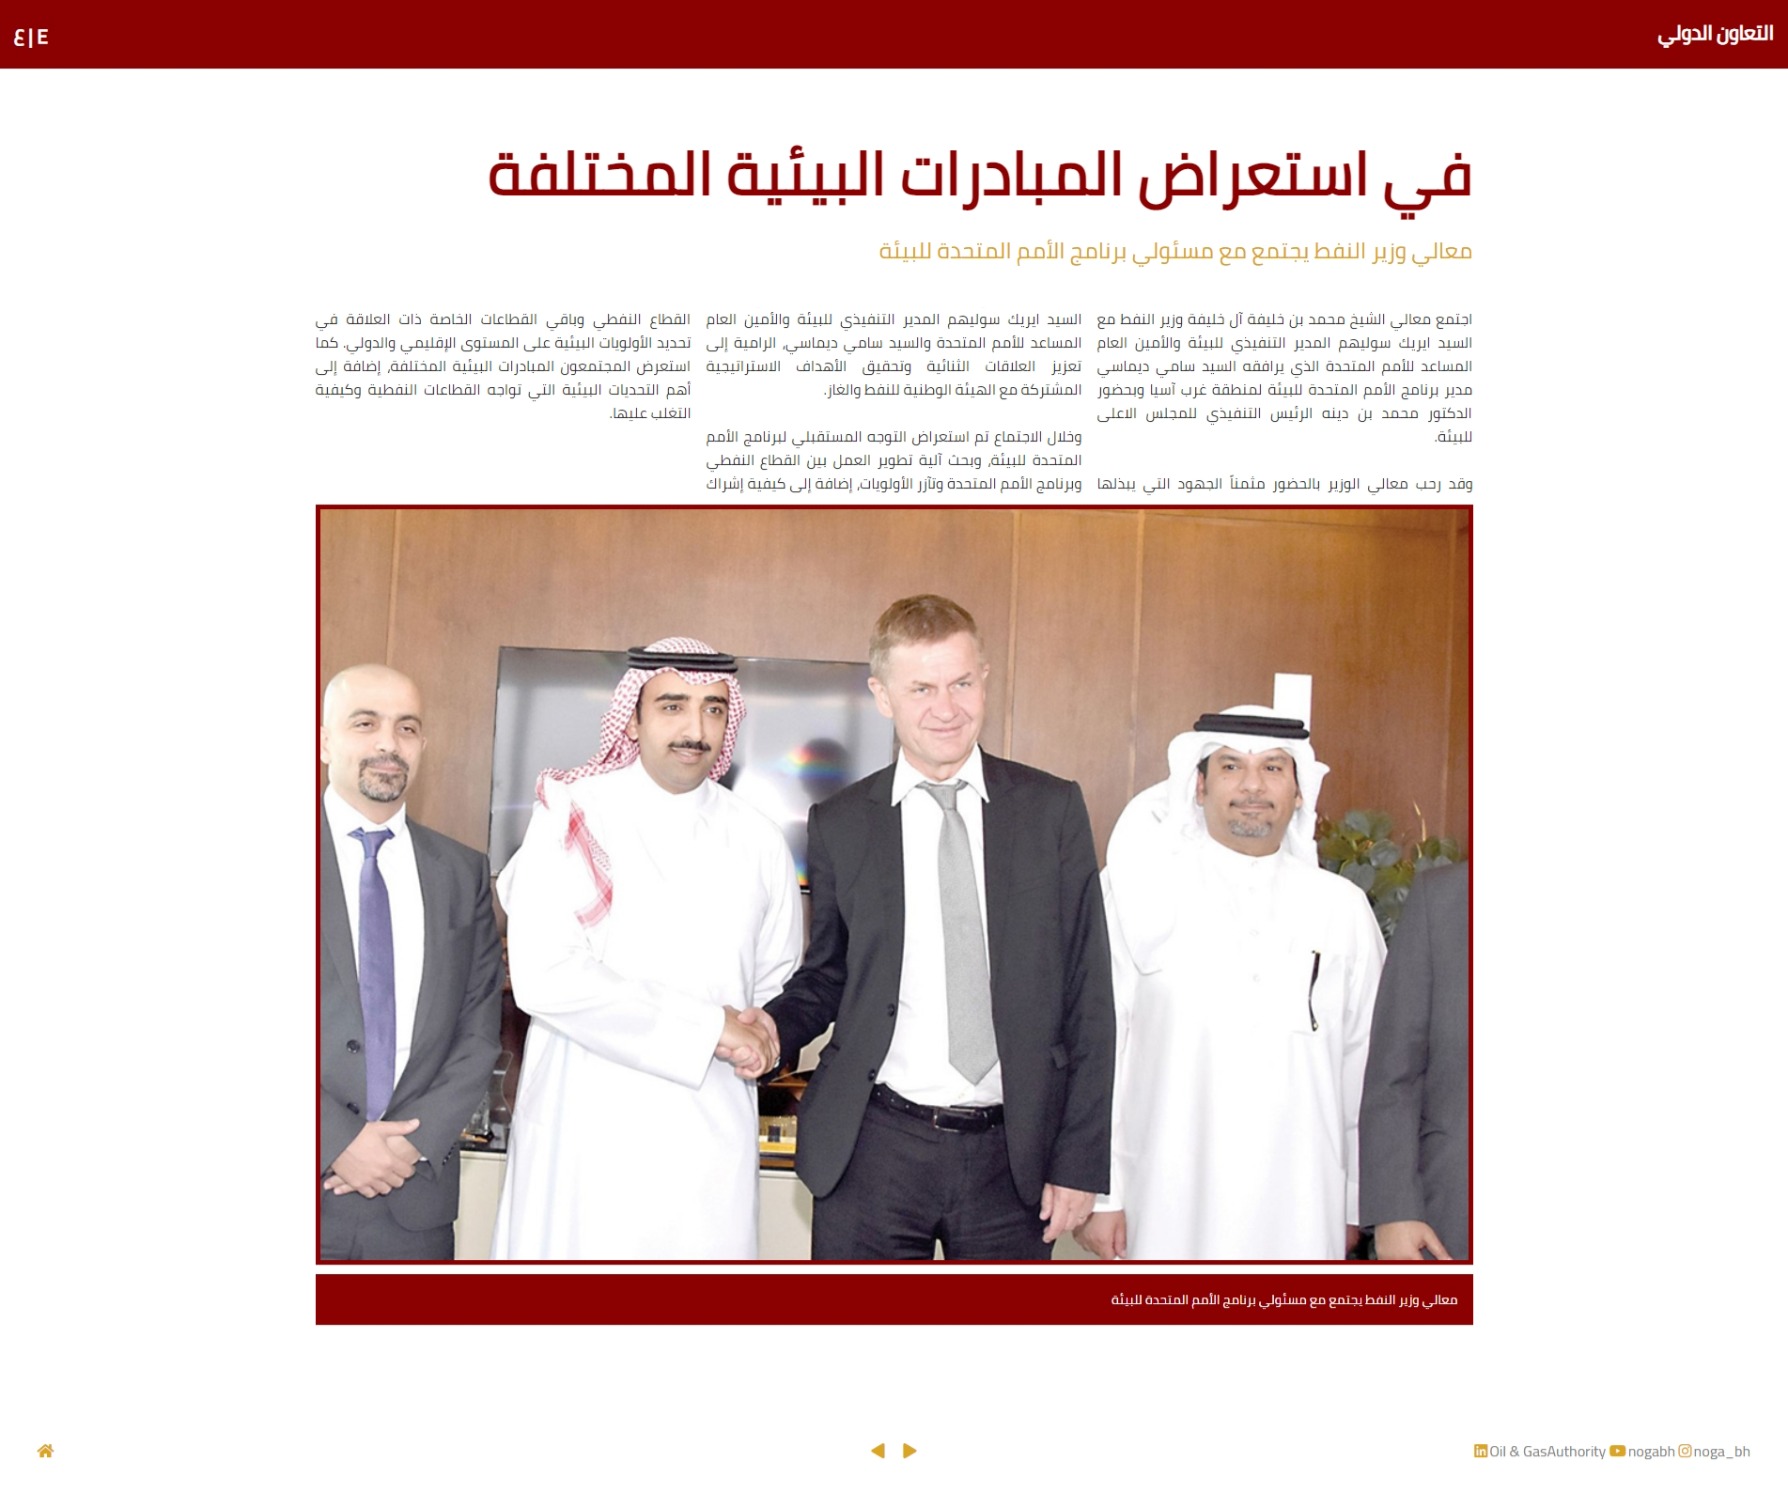 التعاون الدولي
E|ع
في استعراض المبادرات البيئية المختلفة
معالي وزير النفط يجتمع مع مسئولي برنامج الأمم المتحدة للبيئة
اجتمع معالي الشيخ محمد بن خليفة آل خليفة وزير النفط مع
السيد ايريك سوليهم المدير التنفيذي للبيئة والأمين العام
المساعد للأمم المتحدة الذي يرافقه السيد سامي ديماسي
مدير برنامج الأمم المتحدة للبيئة لمنطقة غرب آسيا وبحضور
الدكتور محمد بن دينه الرئيس التنفيذي للمجلس الاعلى
للبيئة.
وقد رحب معالي الوزير بالحضور مثمناً الجهود التي يبذلها
السيد ايريك سوليهم المدير التنفيذي للبيئة والأمين العام
المساعد للأمم المتحدة والسيد سامي ديماسي، الرامية إلى
تعزيز العلاقات الثنائية وتحقيق الأهداف الاستراتيجية
المشتركة مع الهيئة الوطنية للنفط والغاز.
وخلال الاجتماع تم استعراض التوجه المستقبلي لبرنامج الأمم
المتحدة للبيئة، وبحث آلية تطوير العمل بين القطاع النفطي
وبرنامج الأمم المتحدة وتآزر الأولويات، إضافة إلى كيفية إشراك
القطاع النفطي وباقي القطاعات الخاصة ذات العلاقة في
تحديد الأولويات البيئية على المستوى الإقليمي والدولي. كما
استعرض المجتمعون المبادرات البيئية المختلفة، إضافة إلى
أهم التحديات البيئية التي تواجه القطاعات النفطية وكيفية
التغلب عليها.
معالي وزير النفط يجتمع مع مسئولي برنامج الأمم المتحدة للبيئة
Oil & GasAuthority nogabh noga_bh